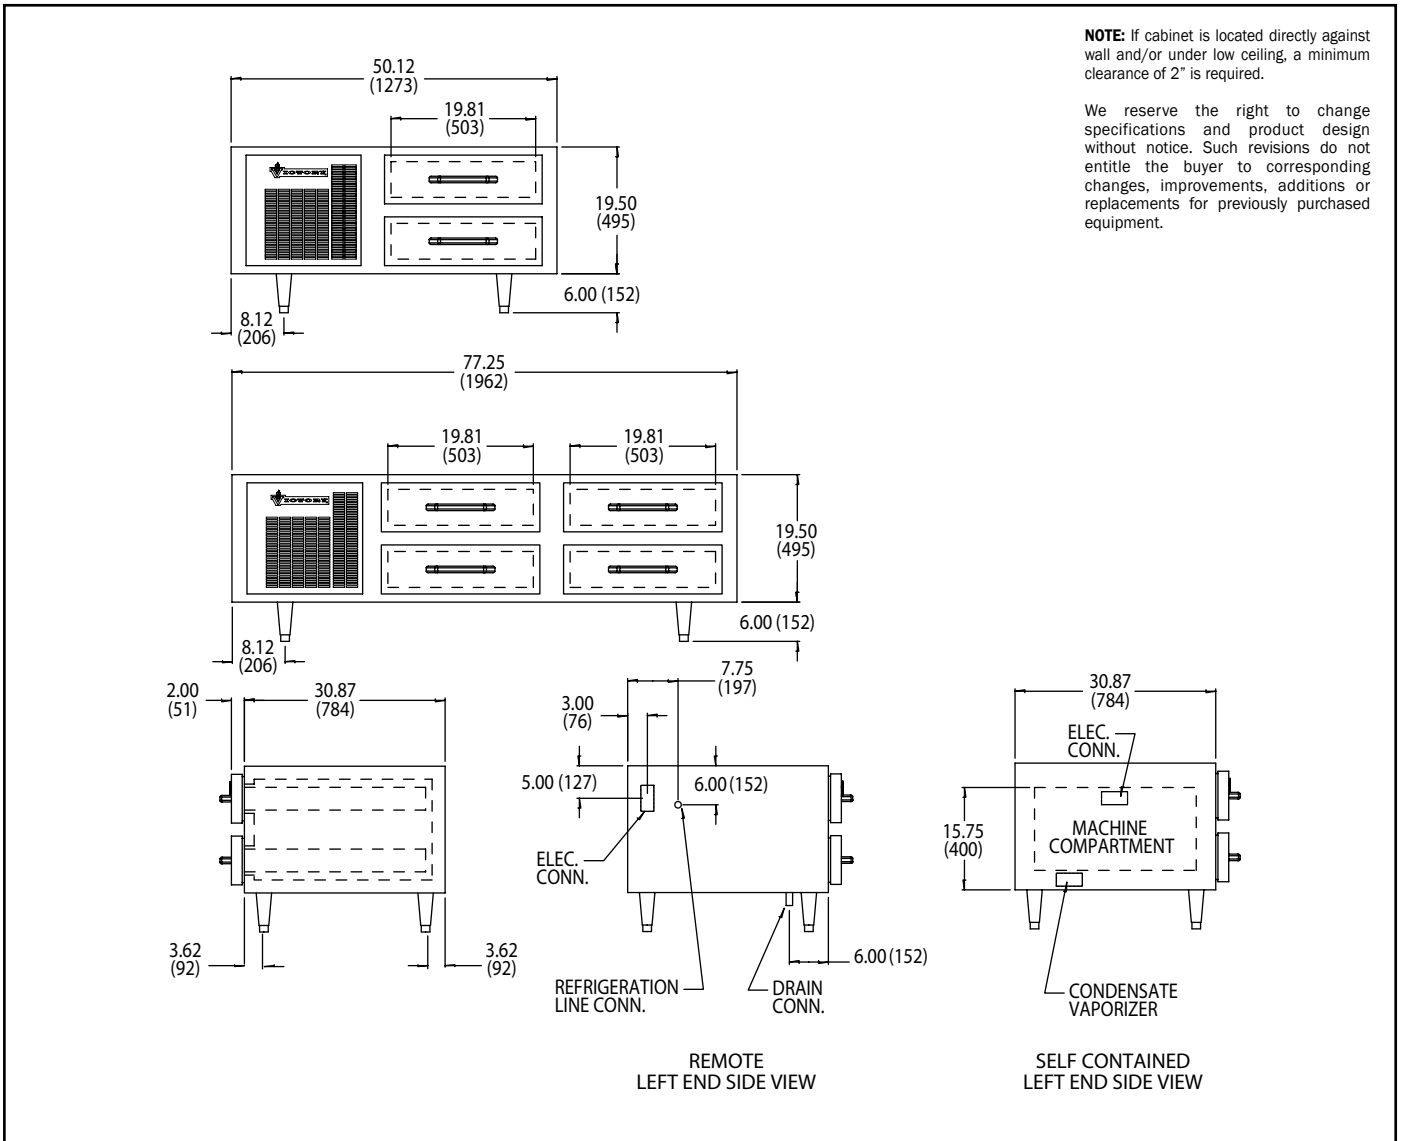 NOTE: If cabinet is located directly against
wall and/or under low ceiling, a minimum
clearance of 2” is required.
We reserve the right to change
specifications and product design
without notice. Such revisions do not
entitle the buyer to corresponding
changes, improvements, additions or
replacements for previously purchased
equipment.
50.12
(1273)
19.81
(503)
19.50
(495)
6.00 (152)
8.12
(206)
77.25
(1962)
19.81
(503)
19.81
(503)
19.50
(495)
6.00 (152)
8.12
(206)
2.00
(51)
30.87
(784)
3.62
(92)
3.62
(92)
7.75
(197)
3.00
(76)
5.00 (127)
6.00 (152)
ELEC.
CONN.
6.00 (152)
REFRIGERATION
LINE CONN.
DRAIN
CONN.
REMOTE
LEFT END SIDE VIEW
30.87
(784)
ELEC.
CONN.
15.75
(400)
MACHINE
COMPARTMENT
CONDENSATE
VAPORIZER
SELF CONTAINED
LEFT END SIDE VIEW